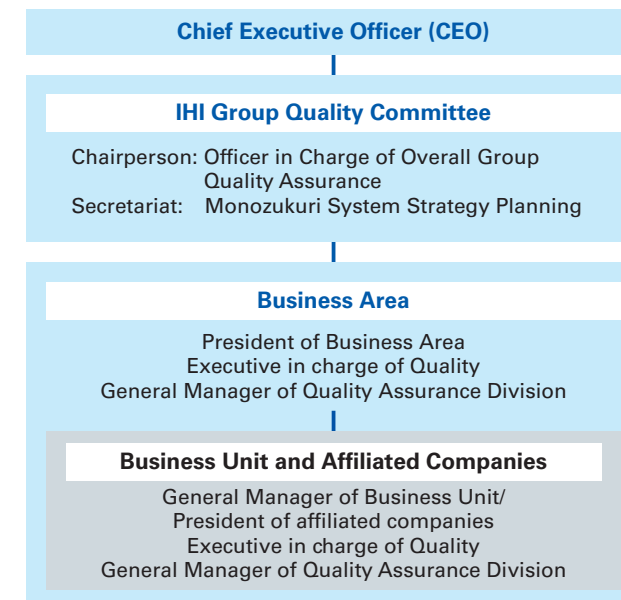 Chief Executive Officer (CEO)
IHI Group Quality Committee
Chairperson: Officer in Charge of Overall Group
Quality Assurance
Secretariat: Monozukuri System Strategy Planning
Business Area
President of Business Area
Executive in charge of Quality
General Manager of Quality Assurance Division
Business Unit and Affiliated Companies
General Manager of Business Unit/
President of affiliated companies
Executive in charge of Quality
General Manager of Quality Assurance Division